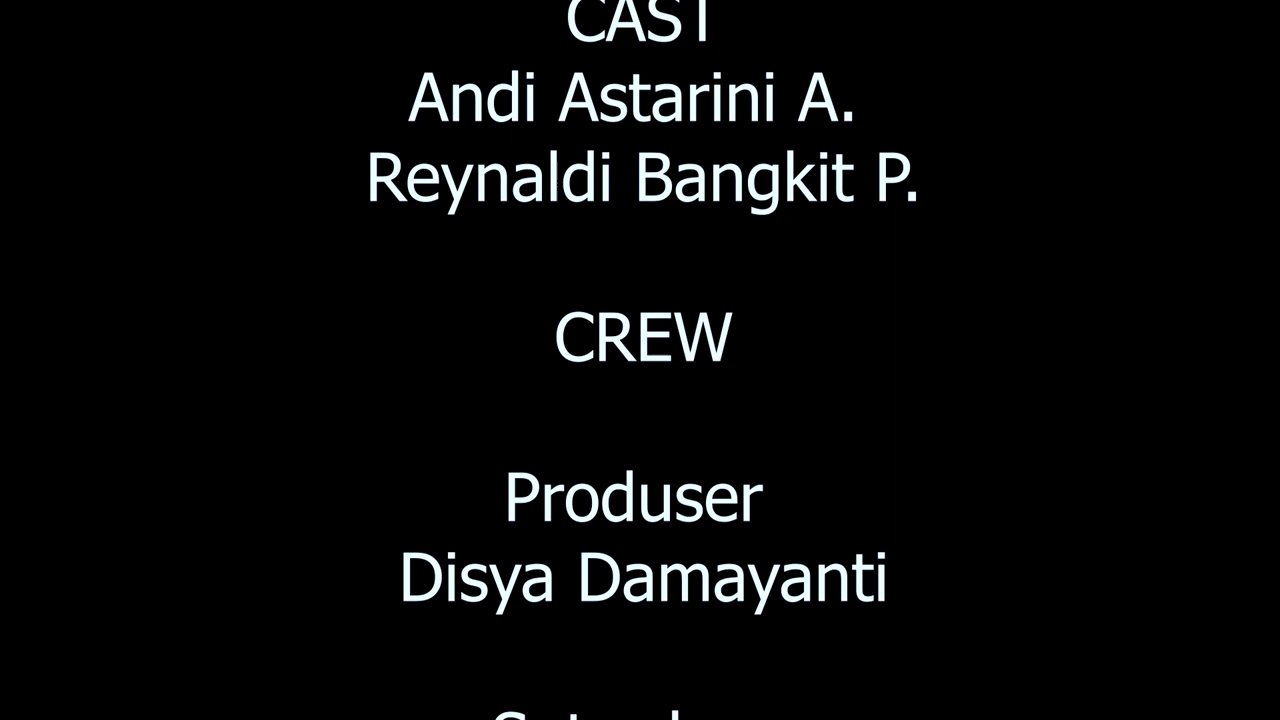 CAST
Andi Astarini A.
Reynaldi Bangkit P.
CREW
Produser
Disya Damayanti